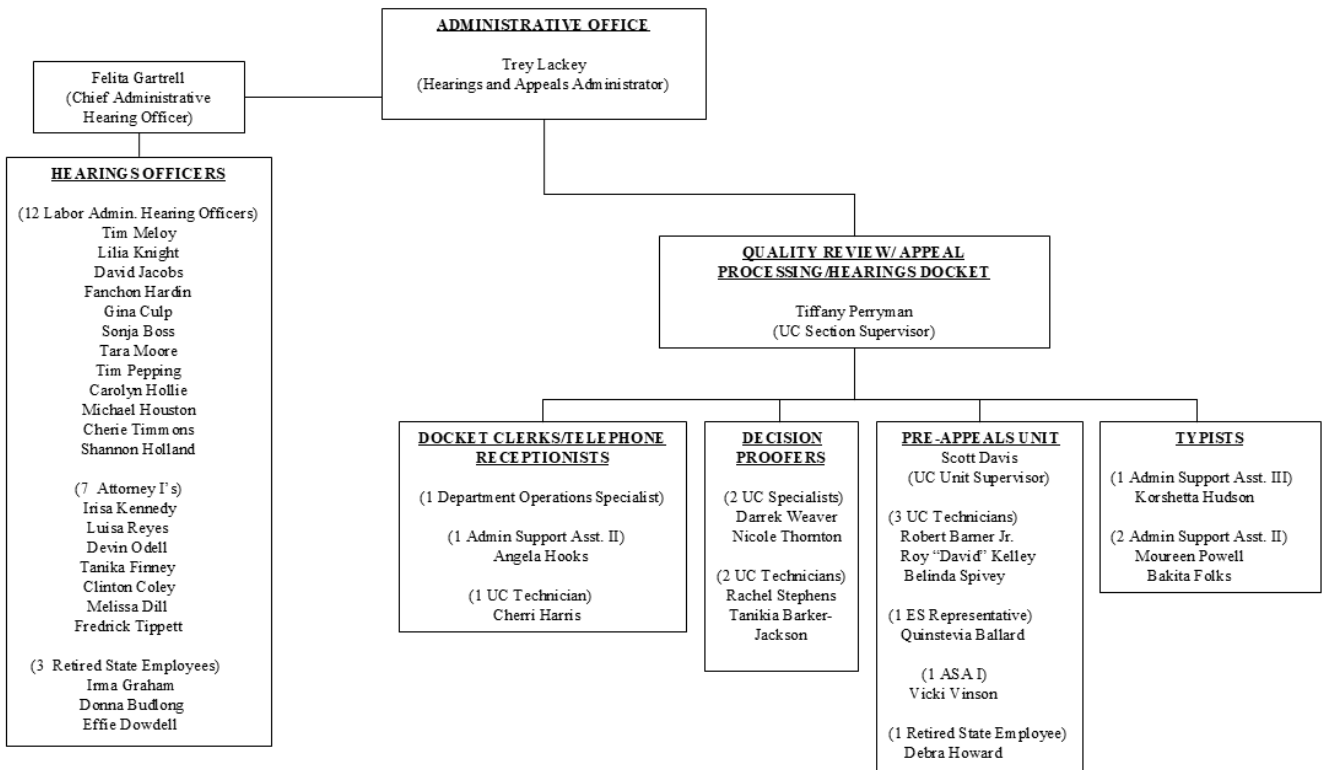 ADMINISTRATIVE OFFICE
Trey Lackey
(Hearings and Appeals Administrator)
Felita Gartrell
(Chief Administrative
Hearing Officer)
HEARINGS OFFICERS
(12 Labor Admin. Hearing Officers)
Tim Meloy
Lilia Knight
David Jacobs
Fanchon Hardin
Gina Culp
Sonja Boss
Tara Moore
Tim Pepping
Carolyn Hollie
Michael Houston
Cherie Timmons
Shannon Holland
(7 Attorney I's)
Irisa Kennedy
Luisa Reyes
Devin Odell
Tanika Finney
Clinton Coley
Melissa Dill
Fredrick Tippett
(3 Retired State Employees)
Irma Graham
Donna Budlong
Effie Dowdell
QUALITY REVIEW/ APPEAL
PROCESSING/HEARINGS DOCKET
Tiffany Perryman
(UC Section Supervisor)
DOCKET CLERKS/TELEPHONE
RECEPTIONISTS
(1 Department Operations Specialist)
(1 Admin Support Asst. II)
Angela Hooks
(1 UC Technician)
Cherri Harris
DECISION
PROOFERS
(2 UC Specialists)
Darrek Weaver
Nicole Thornton
(2 UC Technicians)
Rachel Stephens
Tanikia Barker-
Jackson
PRE-APPEALS UNIT
Scott Davis
(UC Unit Supervisor)
(3 UC Technicians)
Robert Barner Jr.
Roy “David” Kelley
Belinda Spivey
(1 ES Representative)
Quinstevia Ballard
(1 ASA I)
Vicki Vinson
(1 Retired State Employee)
Debra Howard
TYPISTS
(1 Admin Support Asst. III)
Korshetta Hudson
(2 Admin Support Asst. II)
Moureen Powell
Bakita Folks